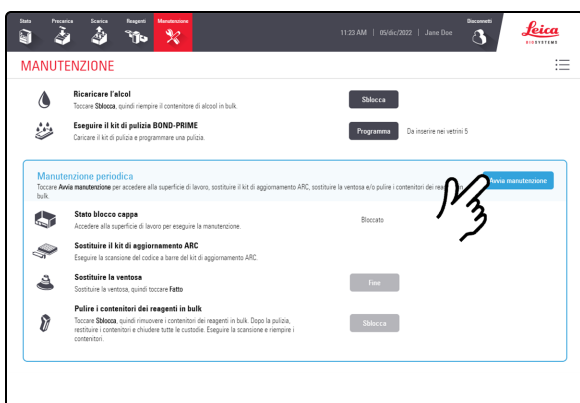 Stato Precarica Scarica Reagenti Manutenzione Disconnetti
11:23 AM | 05/dic/2022 | Jane Doe
Leica
BIOSYSTEMS
MANUTENZIONE
Ricaricare l'alcol
Toccare Sblocca, quindi riempire il contenitore di alcool in bulk.
Sblocca
Eseguire il kit di pulizia BOND-PRIME
Caricare il kit di pulizia e programmare una pulizia.
Programma Da inserire nei vetrini 5
Manutenzione periodica
Toccare Avvia manutenzione per accedere alla superficie di lavoro, sostituire il kit di aggiornamento ARC, sostituire la ventosa e/o pulire i contenitori dei
bulk.
Avvia manutenzione
Stato blocco cappa
Accedere alla superficie di lavoro per eseguire la manutenzione.
Bloccato
Sostituire il kit di aggiornamento ARC
Eseguire la scansione del codice a barre del kit di aggiornamento ARC.
Sostituire la ventosa
Sostituire la ventosa, quindi toccare Fatto
Fine
Pulire i contenitori dei reagenti in bulk
Toccare Sblocca, quindi rimuovere i contenitori dei reagenti in bulk. Dopo la pulizia,
restituire i contenitori e chiudere tutte le custodie. Eseguire la scansione e riempire i
contenitori.
Sblocca